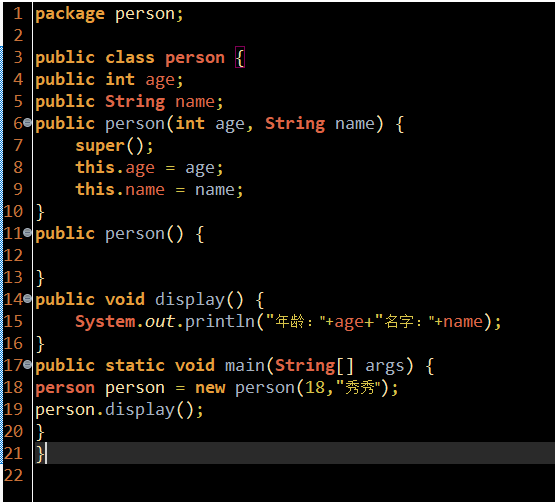 1 package person;
2
3 public class person {
4 public int age;
5 public String name;
6 public person(int age, String name) {
7     super();
8     this.age = age;
9     this.name = name;
10 }
11 public person() {
12
13 }
14 public void display() {
15     System.out.println("年龄："+age+"名字："+name);
16 }
17 public static void main(String[] args) {
18 person person = new person(18,"秀秀");
19 person.display();
20 }
21 }
22